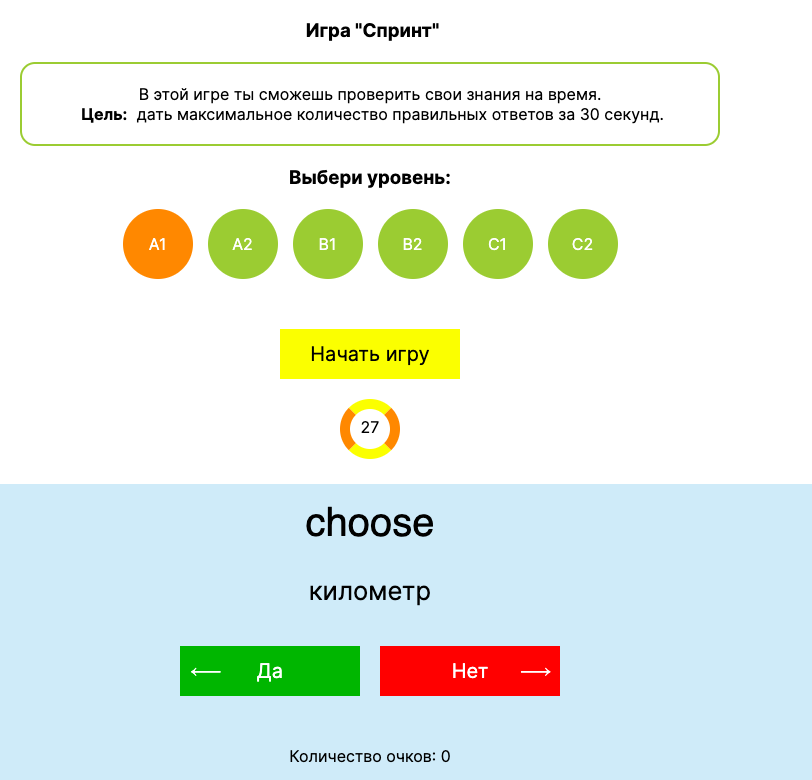 Игра "Спринт"
В этой игре ты сможешь проверить свои знания на время.
Цель: дать максимальное количество правильных ответов за 30 секунд.
Выбери уровень:
A1 A2 B1 B2 C1 C2
Начать игру
27
choose
километр
← Да Нет →
Количество очков: 0